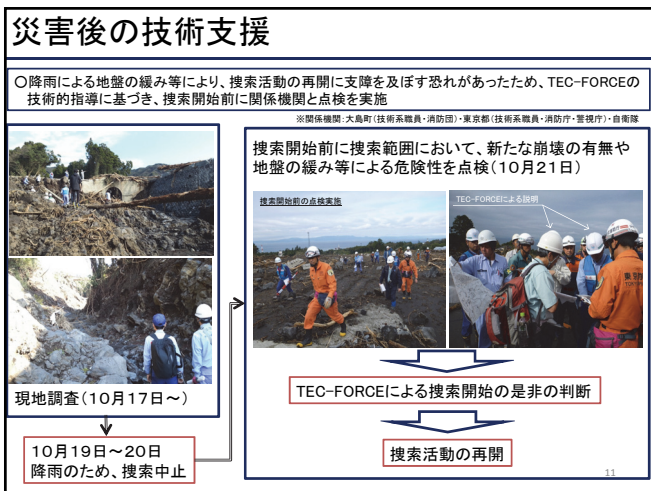 災害後の技術支援
○降雨による地盤の緩み等により、捜索活動の再開に支障を及ぼす恐れがあったため、TEC-FORCEの
技術的指導に基づき、捜索開始前に関係機関と点検を実施
※関係機関:大島町(技術系職員・消防団)・東京都(技術系職員・消防庁・警視庁)・自衛隊
現地調査(10月17日～)
10月19日～20日
降雨のため、捜索中止
捜索開始前に捜索範囲において、新たな崩壊の有無や
地盤の緩み等による危険性を点検(10月21日)
捜索開始前の点検実施
TEC-FORCEによる説明
TEC-FORCEによる捜索開始の是非の判断
捜索活動の再開
11